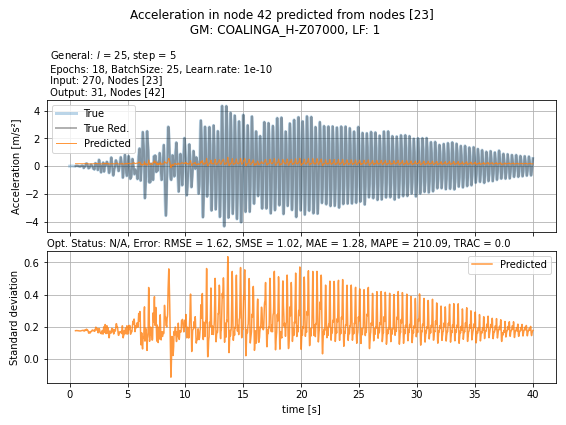 Acceleration in node 42 predicted from nodes [23]
GM: COALINGA_H-Z07000, LF: 1
General: l = 25, step = 5
Epochs: 18, BatchSize: 25, Learn.rate: 1e-10
Input: 270, Nodes [23]
Output: 31, Nodes [42]
True
True Red.
Predicted
Acceleration [m/s²]
4
2
0
−2
−4
Opt. Status: N/A, Error: RMSE = 1.62, SMSE = 1.02, MAE = 1.28, MAPE = 210.09, TRAC = 0.0
Predicted
Standard deviation
0.6
0.4
0.2
0.0
0 5 10 15 20 25 30 35 40
time [s]